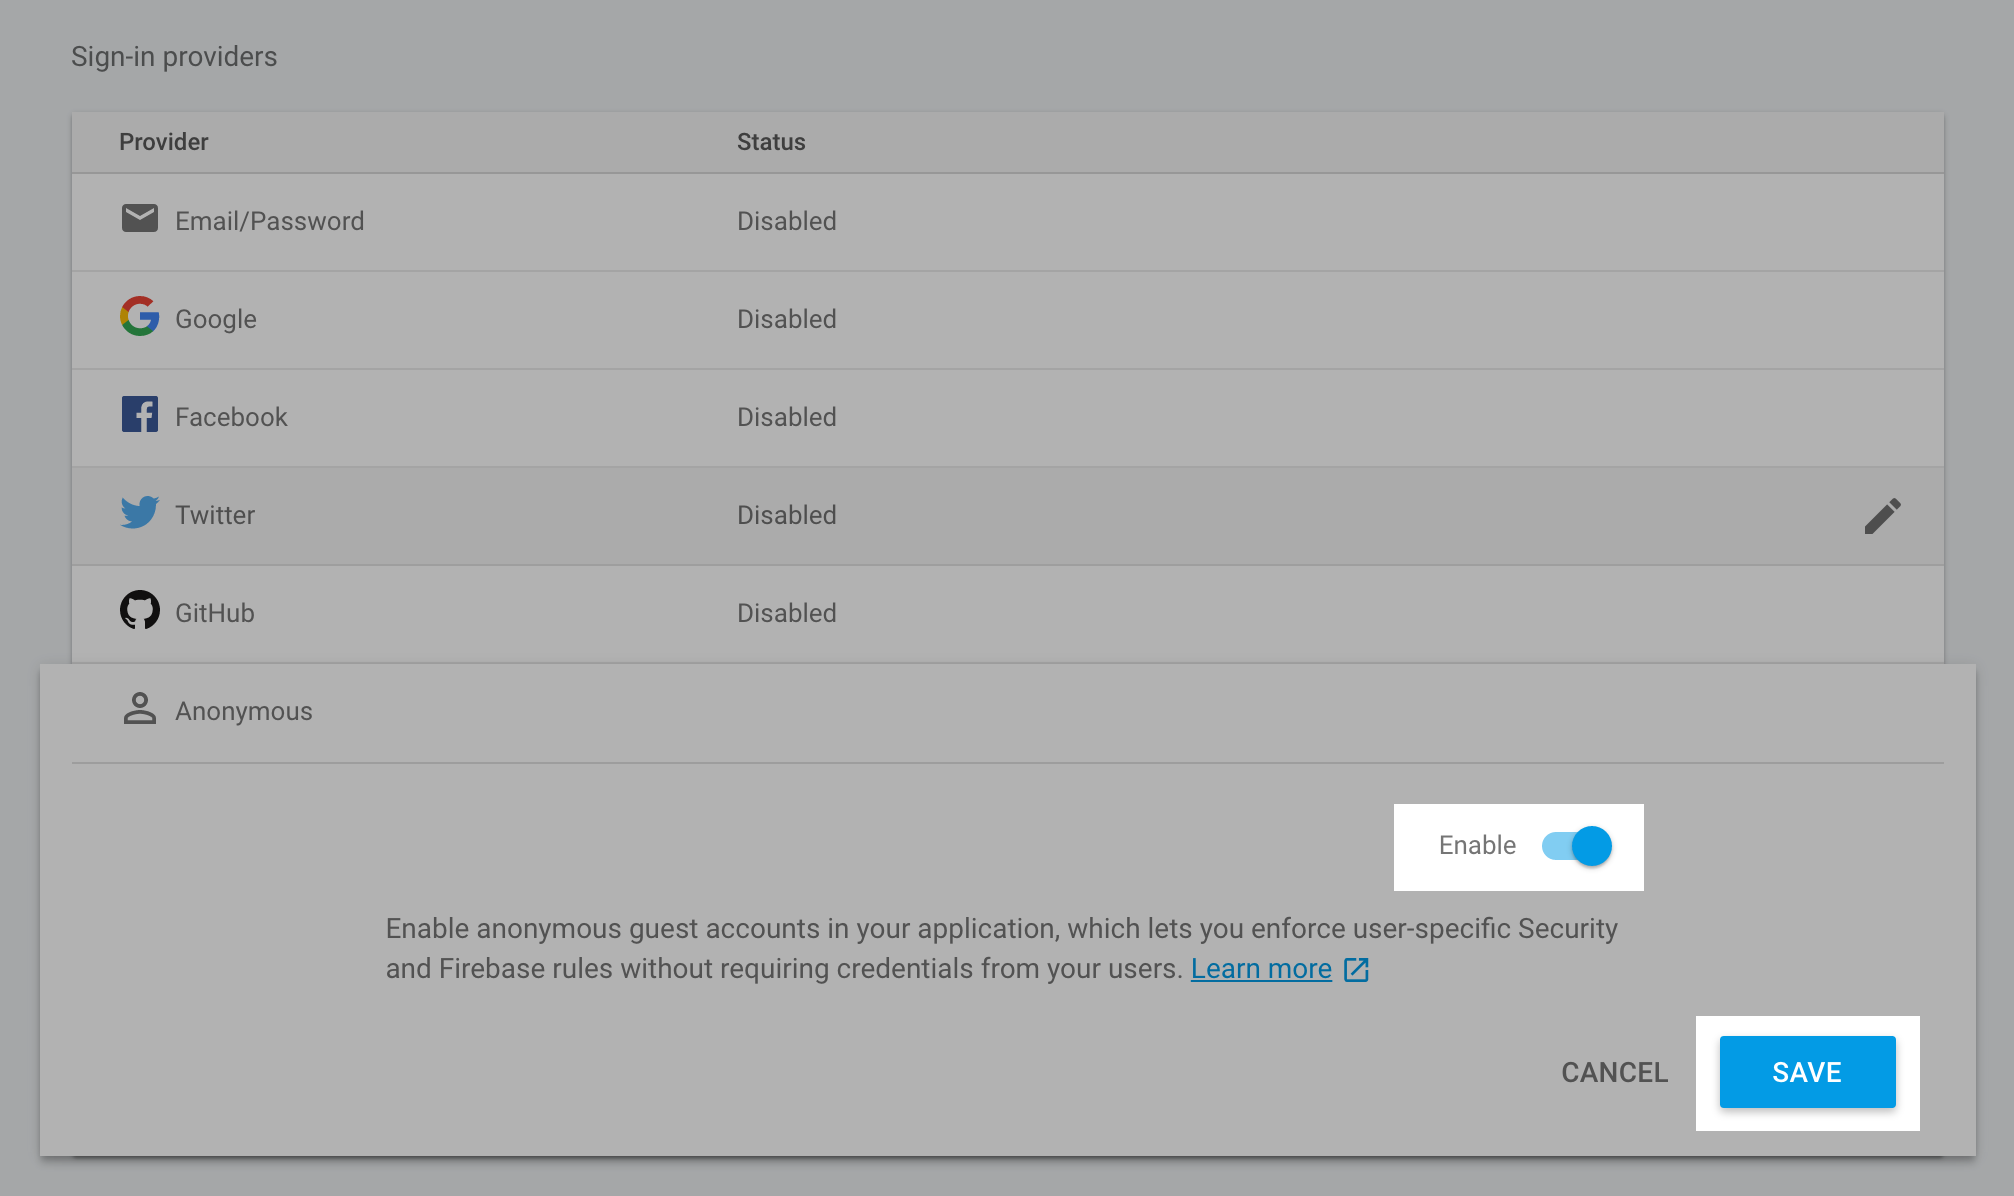 Sign-in providers
Provider Status
Email/Password Disabled
Google Disabled
Facebook Disabled
Twitter Disabled
GitHub Disabled
Anonymous
Enable
Enable anonymous guest accounts in your application, which lets you enforce user-specific Security
and Firebase rules without requiring credentials from your users. Learn more
CANCEL SAVE